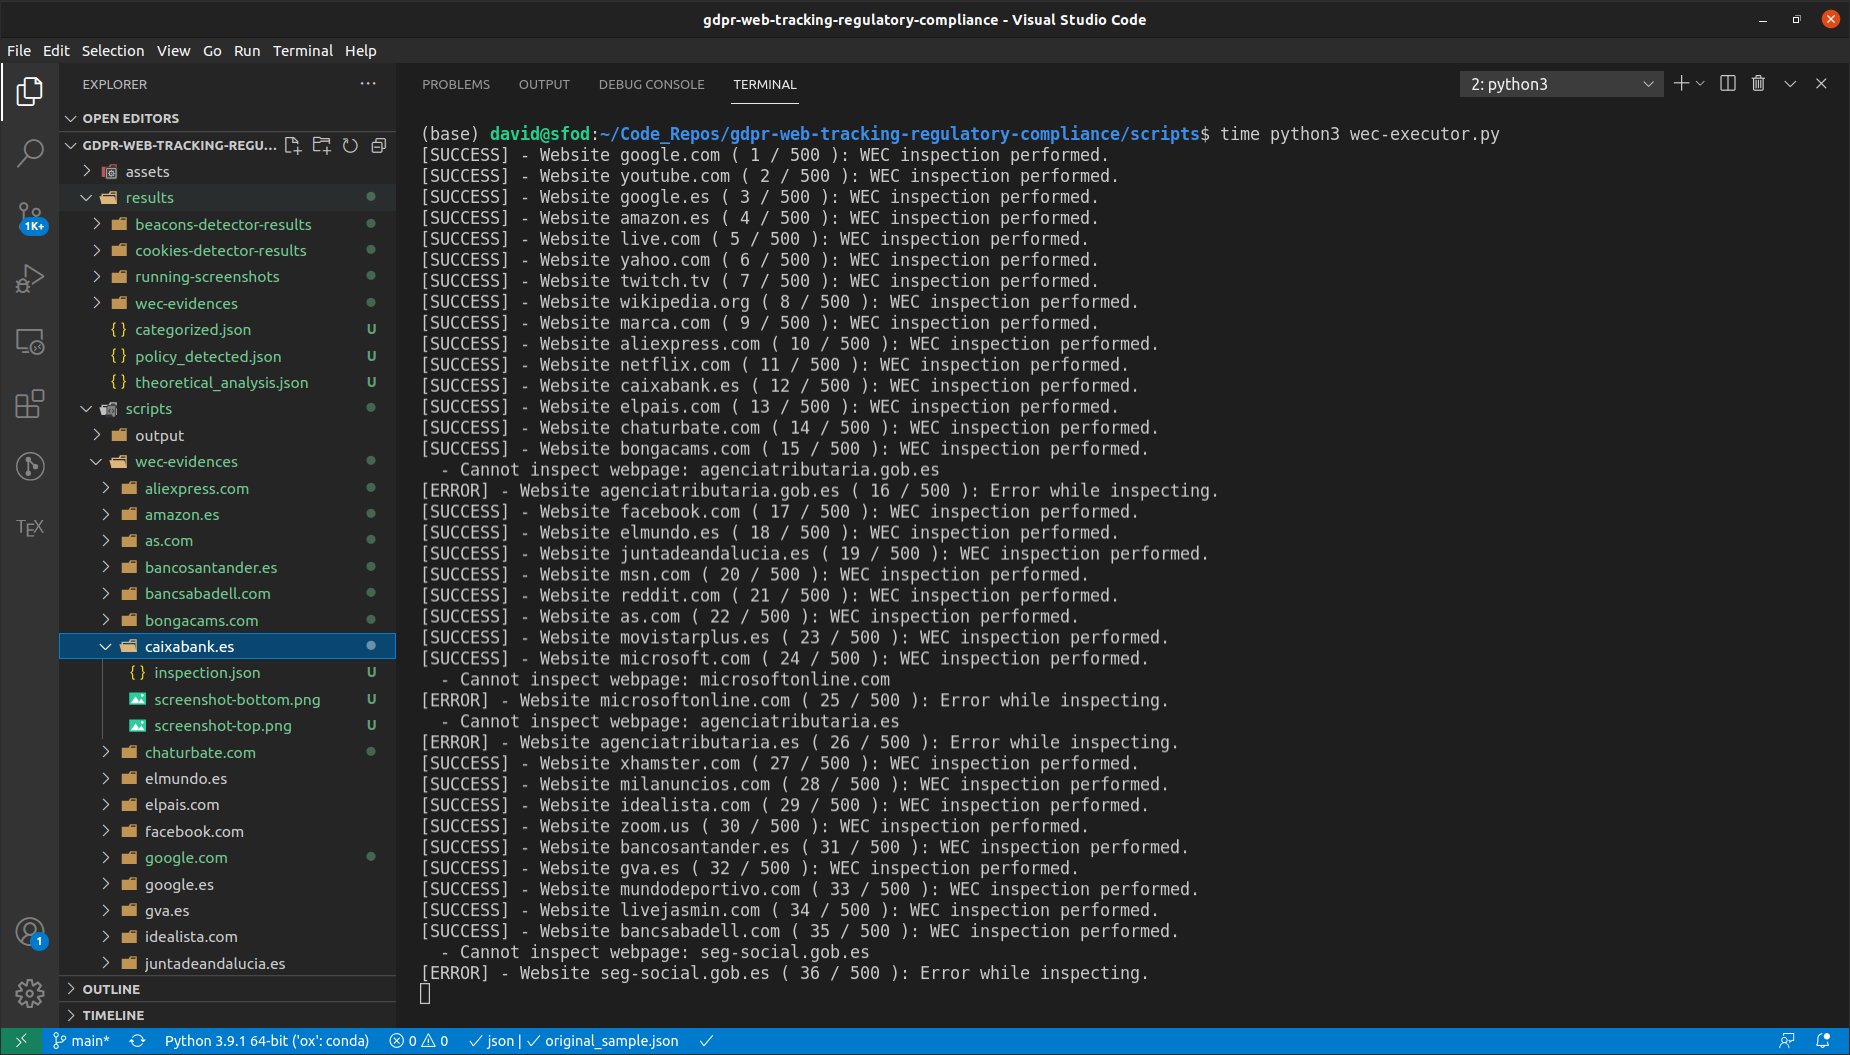 gdpr-web-tracking-regulatory-compliance - Visual Studio Code
File Edit Selection View Go Run Terminal Help
EXPLORER
OPEN EDITORS
GDPR-WEB-TRACKING-REGU...
assets
results
beacons-detector-results
cookies-detector-results
running-screenshots
wec-evidences
{} categorized.json U
{} policy_detected.json U
{} theoretical_analysis.json U
scripts
output
wec-evidences
aliexpress.com
amazon.es
as.com
bancosantander.es
bancsabadell.com
bongacams.com
caixabank.es
{} inspection.json U
screenshot-bottom.png U
screenshot-top.png U
chaturbate.com
elmundo.es
elpais.com
facebook.com
google.com
google.es
gva.es
idealista.com
juntadeandalucia.es
OUTLINE
TIMELINE
1K+
TEX
1
PROBLEMS OUTPUT DEBUG CONSOLE TERMINAL
2: python3
(base) david@sfod:~/Code_Repos/gdpr-web-tracking-regulatory-compliance/scripts$ time python3 wec-executor.py
[SUCCESS] - Website google.com ( 1 / 500 ): WEC inspection performed.
[SUCCESS] - Website youtube.com ( 2 / 500 ): WEC inspection performed.
[SUCCESS] - Website google.es ( 3 / 500 ): WEC inspection performed.
[SUCCESS] - Website amazon.es ( 4 / 500 ): WEC inspection performed.
[SUCCESS] - Website live.com ( 5 / 500 ): WEC inspection performed.
[SUCCESS] - Website yahoo.com ( 6 / 500 ): WEC inspection performed.
[SUCCESS] - Website twitch.tv ( 7 / 500 ): WEC inspection performed.
[SUCCESS] - Website wikipedia.org ( 8 / 500 ): WEC inspection performed.
[SUCCESS] - Website marca.com ( 9 / 500 ): WEC inspection performed.
[SUCCESS] - Website aliexpress.com ( 10 / 500 ): WEC inspection performed.
[SUCCESS] - Website netflix.com ( 11 / 500 ): WEC inspection performed.
[SUCCESS] - Website caixabank.es ( 12 / 500 ): WEC inspection performed.
[SUCCESS] - Website elpais.com ( 13 / 500 ): WEC inspection performed.
[SUCCESS] - Website chaturbate.com ( 14 / 500 ): WEC inspection performed.
[SUCCESS] - Website bongacams.com ( 15 / 500 ): WEC inspection performed.
- Cannot inspect webpage: agenciatributaria.gob.es
[ERROR] - Website agenciatributaria.gob.es ( 16 / 500 ): Error while inspecting.
[SUCCESS] - Website facebook.com ( 17 / 500 ): WEC inspection performed.
[SUCCESS] - Website elmundo.es ( 18 / 500 ): WEC inspection performed.
[SUCCESS] - Website juntadeandalucia.es ( 19 / 500 ): WEC inspection performed.
[SUCCESS] - Website msn.com ( 20 / 500 ): WEC inspection performed.
[SUCCESS] - Website reddit.com ( 21 / 500 ): WEC inspection performed.
[SUCCESS] - Website as.com ( 22 / 500 ): WEC inspection performed.
[SUCCESS] - Website movistarplus.es ( 23 / 500 ): WEC inspection performed.
[SUCCESS] - Website microsoft.com ( 24 / 500 ): WEC inspection performed.
- Cannot inspect webpage: microsoftonline.com
[ERROR] - Website microsoftonline.com ( 25 / 500 ): Error while inspecting.
- Cannot inspect webpage: agenciatributaria.es
[ERROR] - Website agenciatributaria.es ( 26 / 500 ): Error while inspecting.
[SUCCESS] - Website xhamster.com ( 27 / 500 ): WEC inspection performed.
[SUCCESS] - Website milanuncios.com ( 28 / 500 ): WEC inspection performed.
[SUCCESS] - Website idealista.com ( 29 / 500 ): WEC inspection performed.
[SUCCESS] - Website zoom.us ( 30 / 500 ): WEC inspection performed.
[SUCCESS] - Website bancosantander.es ( 31 / 500 ): WEC inspection performed.
[SUCCESS] - Website gva.es ( 32 / 500 ): WEC inspection performed.
[SUCCESS] - Website mundodeportivo.com ( 33 / 500 ): WEC inspection performed.
[SUCCESS] - Website livejasmin.com ( 34 / 500 ): WEC inspection performed.
[SUCCESS] - Website bancsabadell.com ( 35 / 500 ): WEC inspection performed.
- Cannot inspect webpage: seg-social.gob.es
[ERROR] - Website seg-social.gob.es ( 36 / 500 ): Error while inspecting.
main* Python 3.9.1 64-bit ('ox': conda) 0 0 ✓ json | ✓ original_sample.json ✓